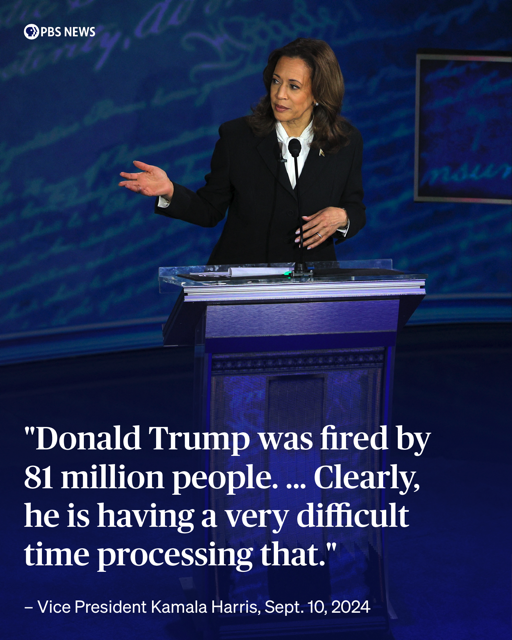 PBS NEWS
"Donald Trump was fired by
81 million people. ... Clearly,
he is having a very difficult
time processing that."
– Vice President Kamala Harris, Sept. 10, 2024